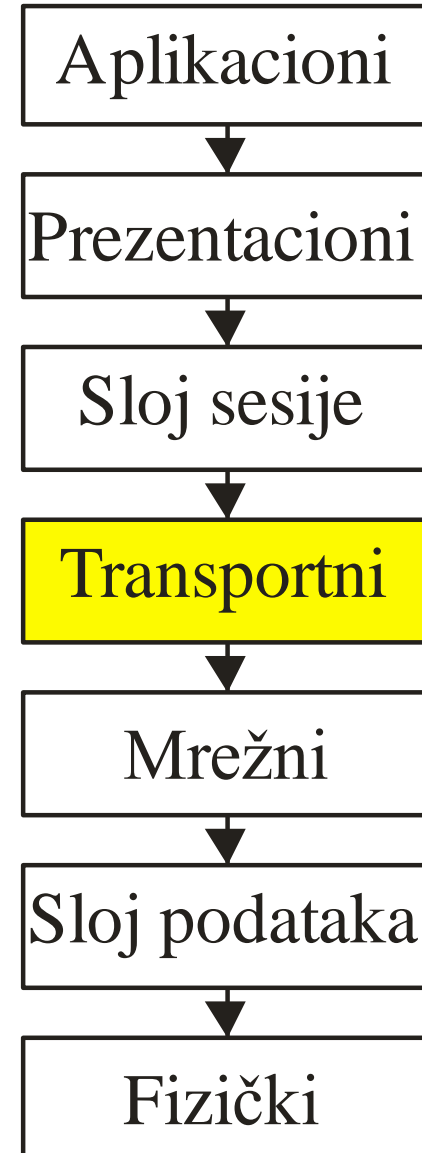 Aplikacioni
Prezentacioni
Sloj sesije
Transportni
Mrežni
Sloj podataka
Fizički